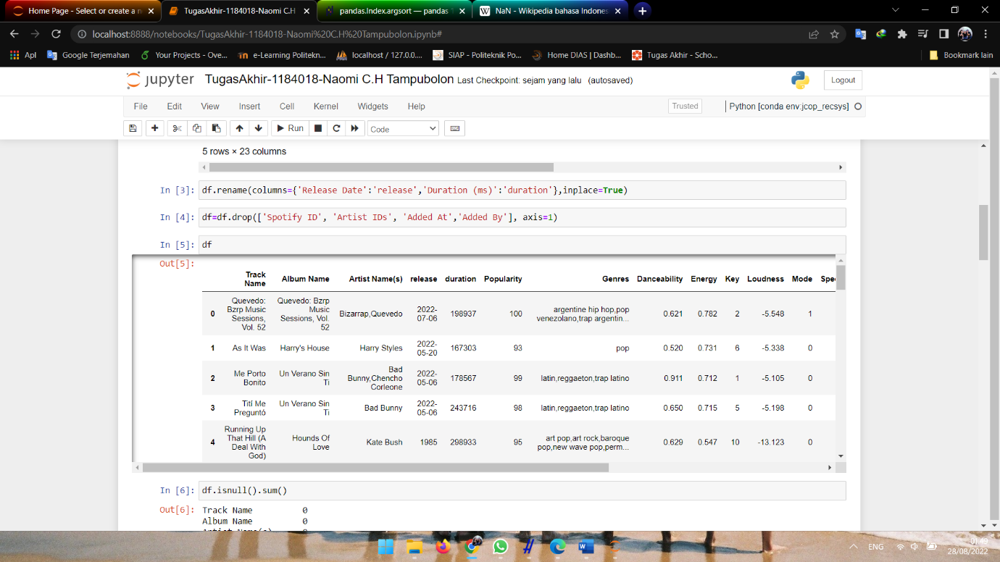 Home Page - Select or create a n
TugasAkhir-1184018-Naomi C.H
pandas.Index.argsort — pandas 1
NaN - Wikipedia bahasa Indones
localhost:8888/notebooks/TugasAkhir-1184018-Naomi%20C.H%20Tampubolon.ipynb#
Apl
Google Terjemahan
Your Projects - Ove...
e-Learning Politekn...
localhost / 127.0.0....
SIAP - Politeknik Po...
Home DIAS | Dashb...
Tugas Akhir - Scho...
Bookmark lain
jupyter TugasAkhir-1184018-Naomi C.H Tampubolon Last Checkpoint: sejam yang lalu (autosaved)
Logout
File Edit View Insert Cell Kernel Widgets Help
Trusted
Python [conda env:jcop_recsys]
Run
Code
5 rows × 23 columns
In [3]: df.rename(columns={'Release Date':'release','Duration (ms)':'duration'},inplace=True)
In [4]: df=df.drop(['Spotify ID', 'Artist IDs', 'Added At','Added By'], axis=1)
In [5]: df
Out[5]:
Track Name Album Name Artist Name(s) release duration Popularity Genres Danceability Energy Key Loudness Mode Spe
0 Quevedo: Bzrp Music Sessions, Vol. 52 Quevedo: Bzrp Music Sessions, Vol. 52 Bizarrap,Quevedo 2022-07-06 198937 100 argentine hip hop,pop venezolano,trap argentin... 0.621 0.782 2 -5.548 1
1 As It Was Harry's House Harry Styles 2022-05-20 167303 93 pop 0.520 0.731 6 -5.338 0
2 Me Porto Bonito Un Verano Sin Ti Bad Bunny,Chencho Corleone 2022-05-06 178567 99 latin,reggaeton,trap latino 0.911 0.712 1 -5.105 0
3 Tití Me Preguntó Un Verano Sin Ti Bad Bunny 2022-05-06 243716 98 latin,reggaeton,trap latino 0.650 0.715 5 -5.198 0
4 Running Up That Hill (A Deal With God) Hounds Of Love Kate Bush 1985 298933 95 art pop,art rock,baroque pop,new wave pop,perm... 0.629 0.547 10 -13.123 0
In [6]: df.isnull().sum()
Out[6]: Track Name 0
Album Name 0
ENG
01:49
28/08/2022